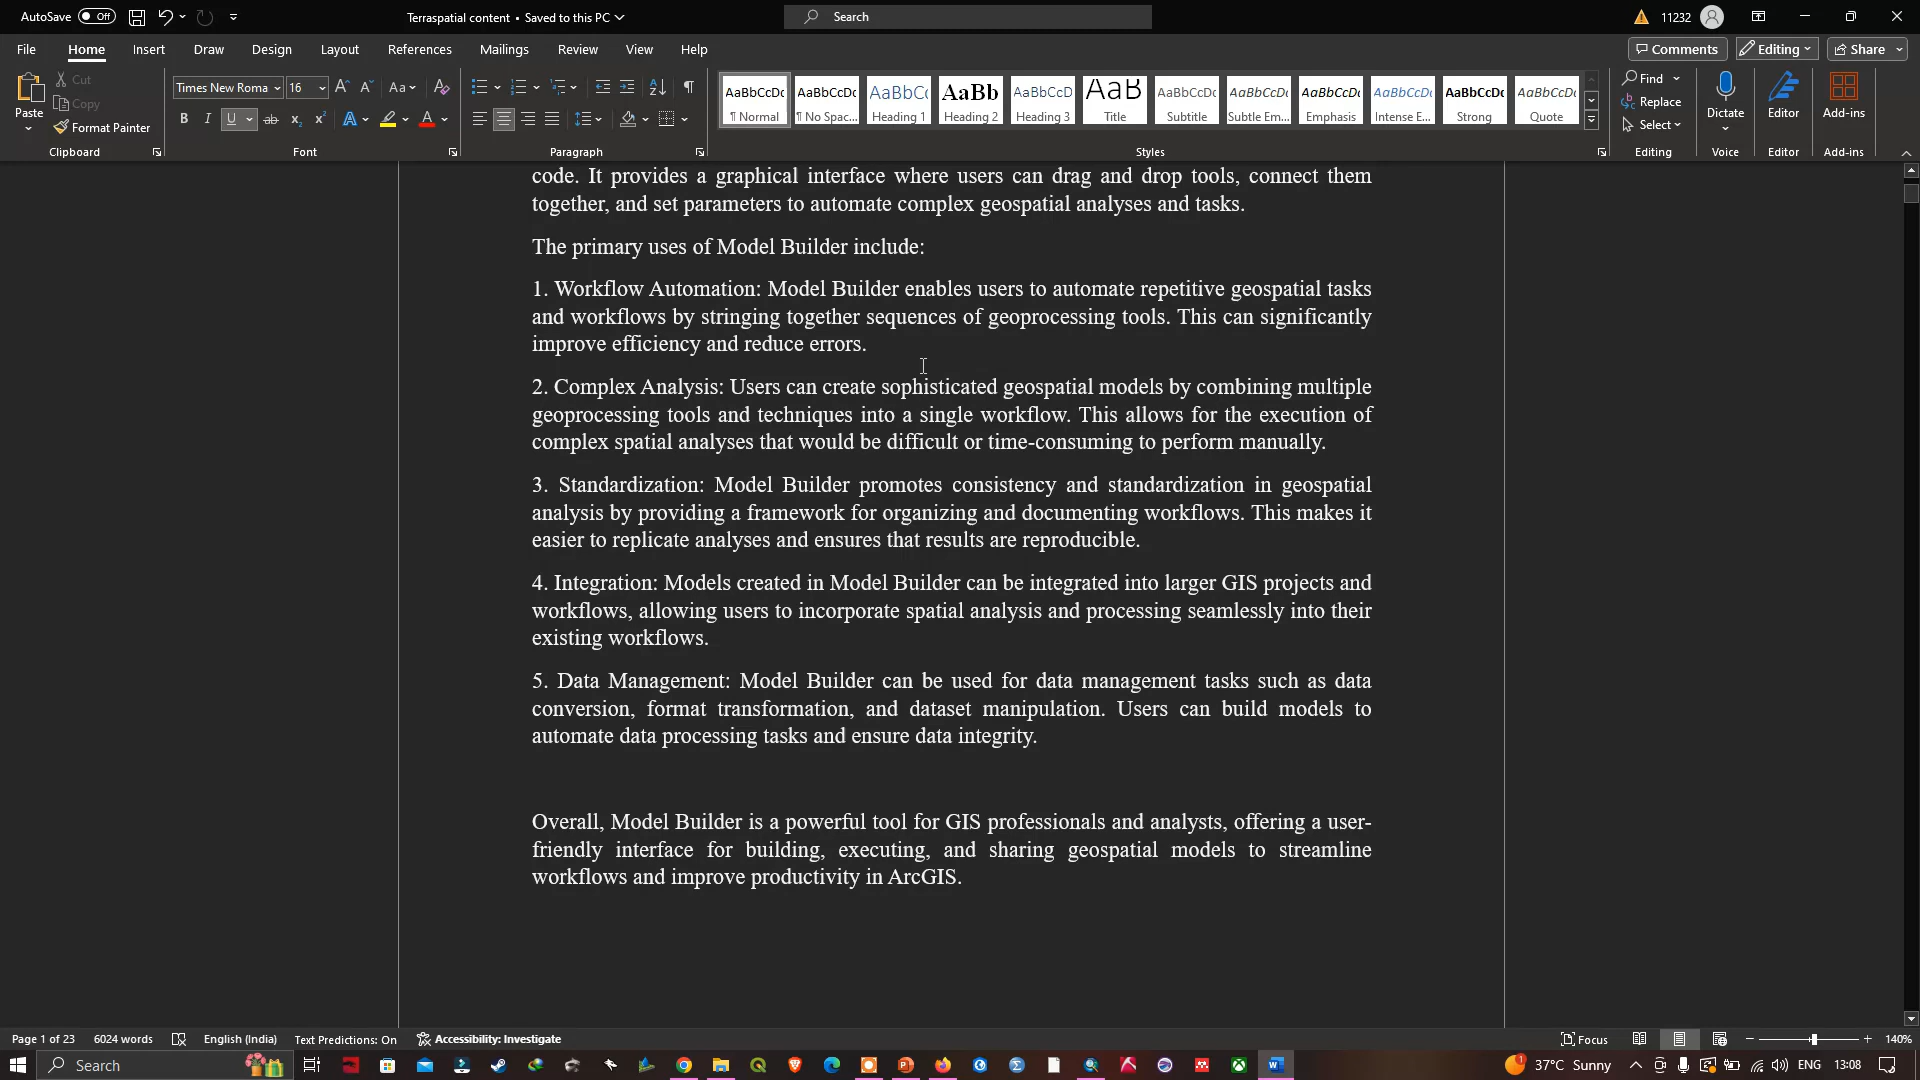 AutoSave Off
Terraspatial content • Saved to this PC
Search
11232
File Home Insert Draw Design Layout References Mailings Review View Help
Comments Editing Share
Paste
Cut
Copy
Format Painter
Clipboard
Times New Roma 16
Font
Paragraph
AaBbCcDc ¶ Normal
AaBbCcDc ¶ No Spac...
AaBbC( Heading 1
AaBb Heading 2
AaBbCcD Heading 3
AaB Title
AaBbCcD Subtitle
AaBbCcDt Subtle Em...
AaBbCcDt Emphasis
AaBbCcDt Intense E...
AaBbCcDc Strong
AaBbCcDt Quote
Styles
Find
Replace
Select
Editing
Dictate
Voice
Editor
Editor
Add-ins
Add-ins
code. It provides a graphical interface where users can drag and drop tools, connect them
together, and set parameters to automate complex geospatial analyses and tasks.
The primary uses of Model Builder include:
1. Workflow Automation: Model Builder enables users to automate repetitive geospatial tasks
and workflows by stringing together sequences of geoprocessing tools. This can significantly
improve efficiency and reduce errors.
2. Complex Analysis: Users can create sophisticated geospatial models by combining multiple
geoprocessing tools and techniques into a single workflow. This allows for the execution of
complex spatial analyses that would be difficult or time-consuming to perform manually.
3. Standardization: Model Builder promotes consistency and standardization in geospatial
analysis by providing a framework for organizing and documenting workflows. This makes it
easier to replicate analyses and ensures that results are reproducible.
4. Integration: Models created in Model Builder can be integrated into larger GIS projects and
workflows, allowing users to incorporate spatial analysis and processing seamlessly into their
existing workflows.
5. Data Management: Model Builder can be used for data management tasks such as data
conversion, format transformation, and dataset manipulation. Users can build models to
automate data processing tasks and ensure data integrity.
Overall, Model Builder is a powerful tool for GIS professionals and analysts, offering a user-
friendly interface for building, executing, and sharing geospatial models to streamline
workflows and improve productivity in ArcGIS.
Page 1 of 23 6024 words English (India) Text Predictions: On Accessibility: Investigate
Focus 140%
Search
37°C Sunny ENG 13:08